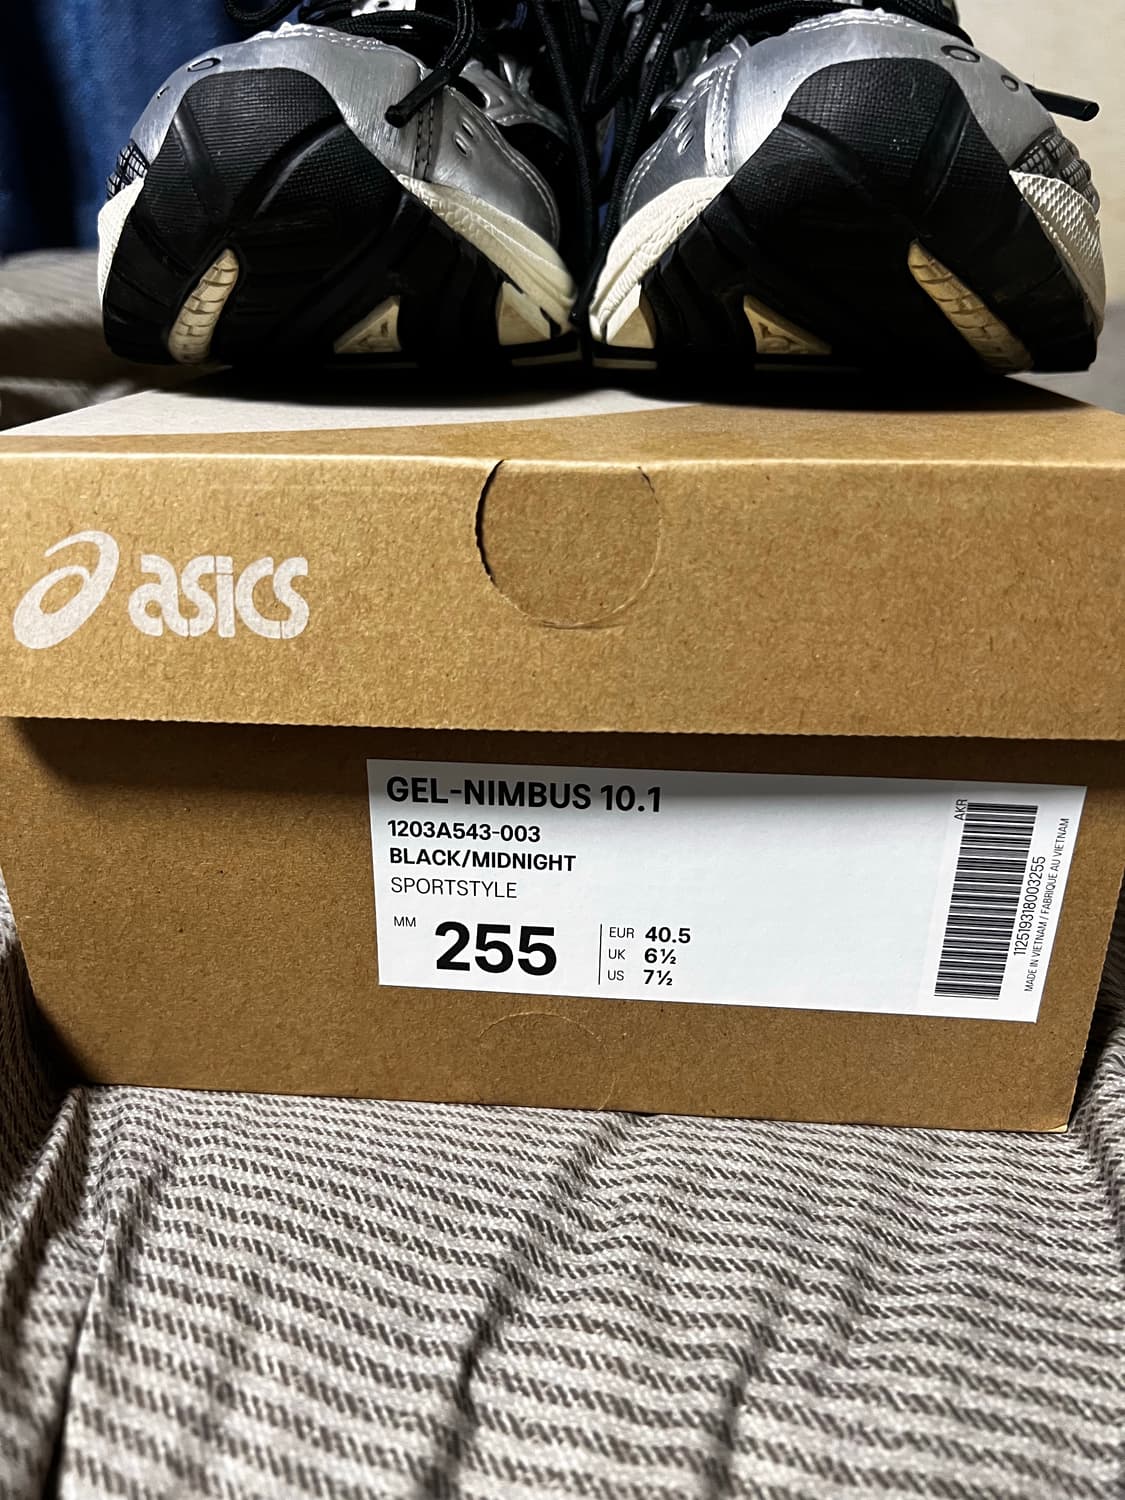 asics
GEL-NIMBUS 10.1
1203A543-003
BLACK/MIDNIGHT
SPORTSTYLE
MM 255
EUR 40.5
UK 6½
US 7½
AKR
112519318003255
MADE IN VIETNAM / FABRIQUE AU VIETNAM